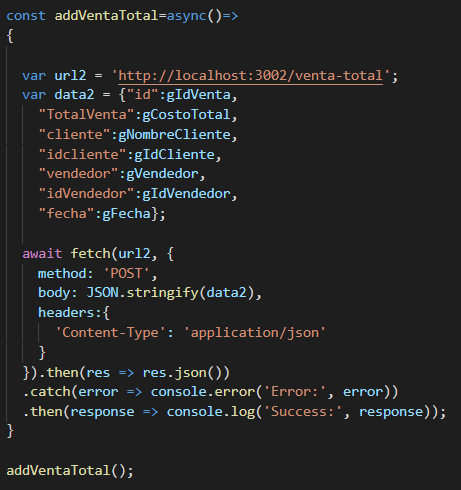 const addVentaTotal=async()=>
{
var url2 = 'http://localhost:3002/venta-total';
var data2 = {"id":gIdVenta,
"TotalVenta":gCostoTotal,
"cliente":gNombreCliente,
"idcliente":gIdCliente,
"vendedor":gVendedor,
"idVendedor":gIdVendedor,
"fecha":gFecha};
await fetch(url2, {
method: 'POST',
body: JSON.stringify(data2),
headers:{
'Content-Type': 'application/json'
}
}).then(res => res.json())
.catch(error => console.error('Error:', error))
.then(response => console.log('Success:', response));
}
addVentaTotal();